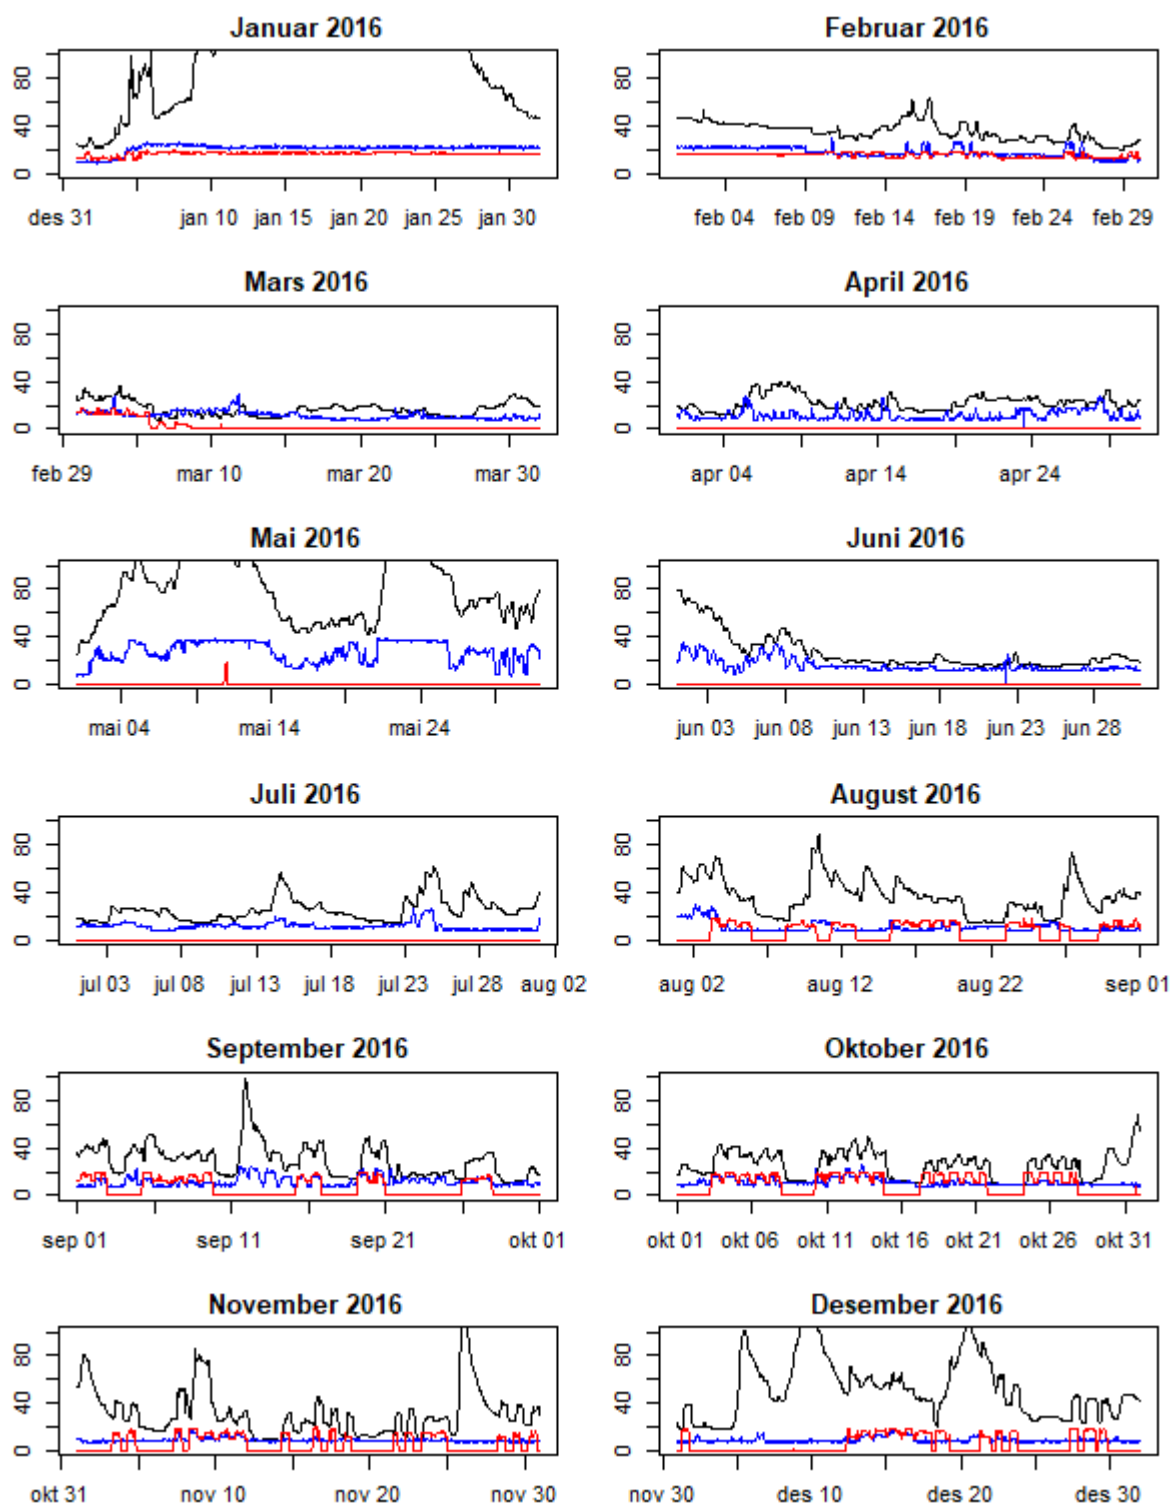 Januar 2016
Februar 2016
0 40 80
0 40 80
des 31 jan 10 jan 15 jan 20 jan 25 jan 30
feb 04 feb 09 feb 14 feb 19 feb 24 feb 29
Mars 2016
April 2016
0 40 80
0 40 80
feb 29 mar 10 mar 20 mar 30
apr 04 apr 14 apr 24
Mai 2016
Juni 2016
0 40 80
0 40 80
mai 04 mai 14 mai 24
jun 03 jun 08 jun 13 jun 18 jun 23 jun 28
Juli 2016
August 2016
0 40 80
0 40 80
jul 03 jul 08 jul 13 jul 18 jul 23 jul 28 aug 02
aug 02 aug 12 aug 22 sep 01
September 2016
Oktober 2016
0 40 80
0 40 80
sep 01 sep 11 sep 21 okt 01
okt 01 okt 06 okt 11 okt 16 okt 21 okt 26 okt 31
November 2016
Desember 2016
0 40 80
0 40 80
okt 31 nov 10 nov 20 nov 30
nov 30 des 10 des 20 des 30